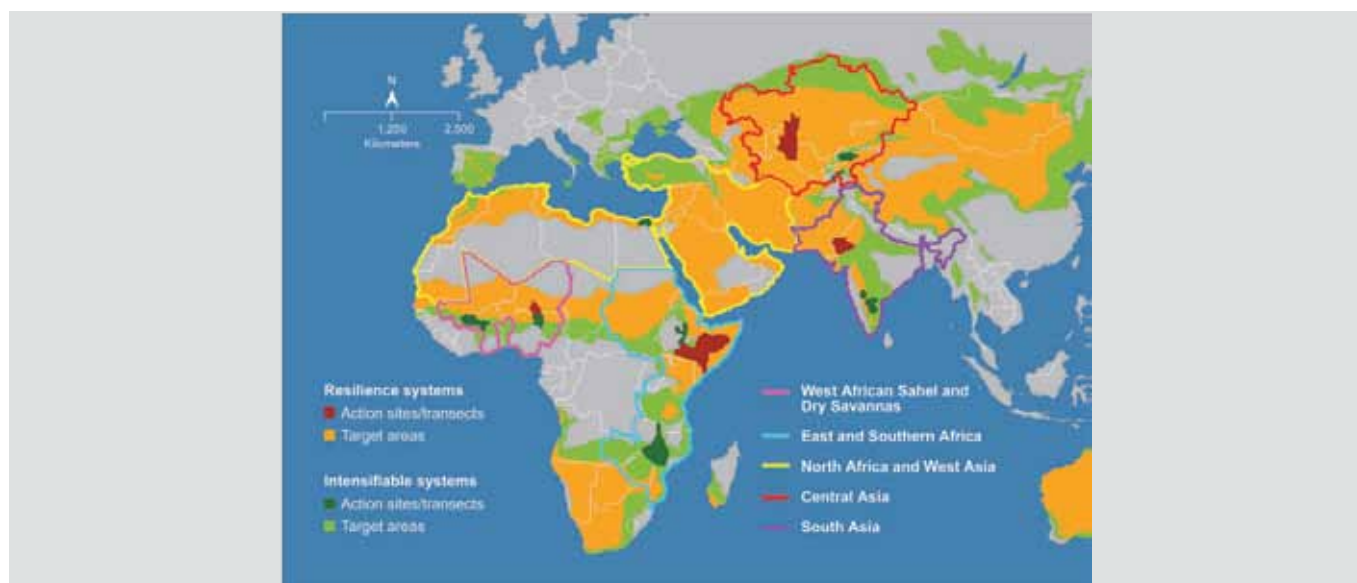 N
1,250 2,500
Kilometers
Resilience systems
Action sites/transects
Target areas
Intensifiable systems
Action sites/transects
Target areas
West African Sahel and
Dry Savannas
East and Southern Africa
North Africa and West Asia
Central Asia
South Asia